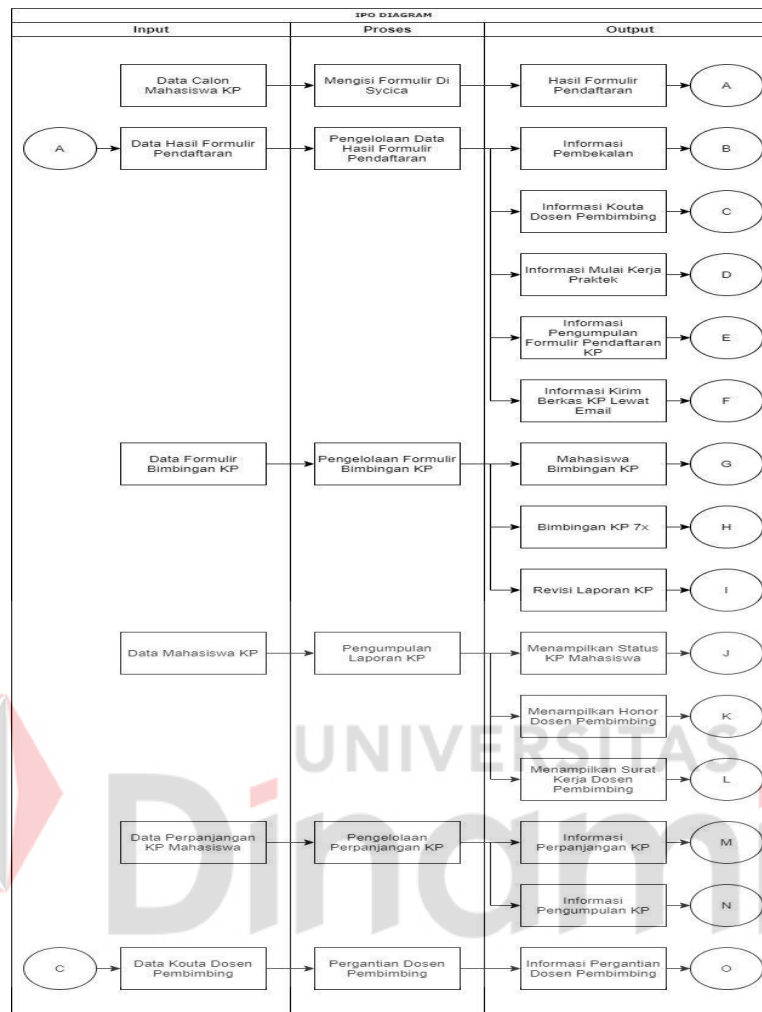 IPO DIAGRAM
Input
Proses
Output
Data Calon
Mahasiswa KP
Mengisi Formulir Di
Sycica
Hasil Formulir
Pendaftaran
A
A
Data Hasil Formulir
Pendaftaran
Pengelolaan Data
Hasil Formulir
Pendaftaran
Informasi
Pembekalan
B
Informasi Kouta
Dosen Pembimbing
C
Informasi Mulai Kerja
Praktek
D
Informasi
Pengumpulan
Formulir Pendaftaran
KP
E
Informasi Kirim
Berkas KP Lewat
Email
F
Data Formulir
Bimbingan KP
Pengelolaan Formulir
Bimbingan KP
Mahasiswa
Bimbingan KP
G
Bimbingan KP 7x
H
Revisi Laporan KP
I
Data Mahasiswa KP
Pengumpulan
Laporan KP
Menampilkan Status
KP Mahasiswa
J
Menampilkan Honor
Dosen Pembimbing
K
Menampilkan Surat
Kerja Dosen
Pembimbing
L
Data Perpanjangan
KP Mahasiswa
Pengelolaan
Perpanjangan KP
Informasi
Perpanjangan KP
M
Informasi
Pengumpulan KP
N
C
Data Kouta Dosen
Pembimbing
Pergantian Dosen
Pembimbing
Informasi Pergantian
Dosen Pembimbing
O
UNIVERSITAS